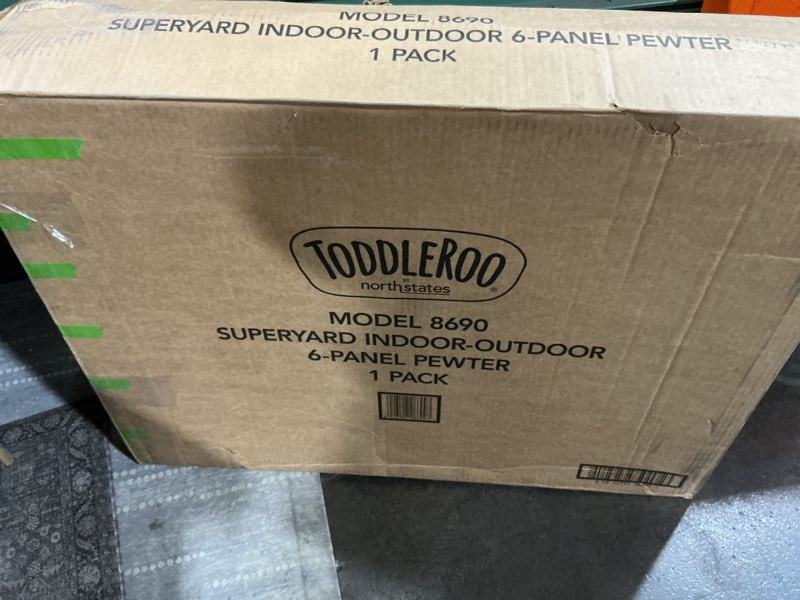 MODEL 8690
SUPERYARD INDOOR-OUTDOOR 6-PANEL PEWTER
1 PACK
TODDLEROO
BY
northstates ®
MODEL 8690
SUPERYARD INDOOR-OUTDOOR
6-PANEL PEWTER
1 PACK